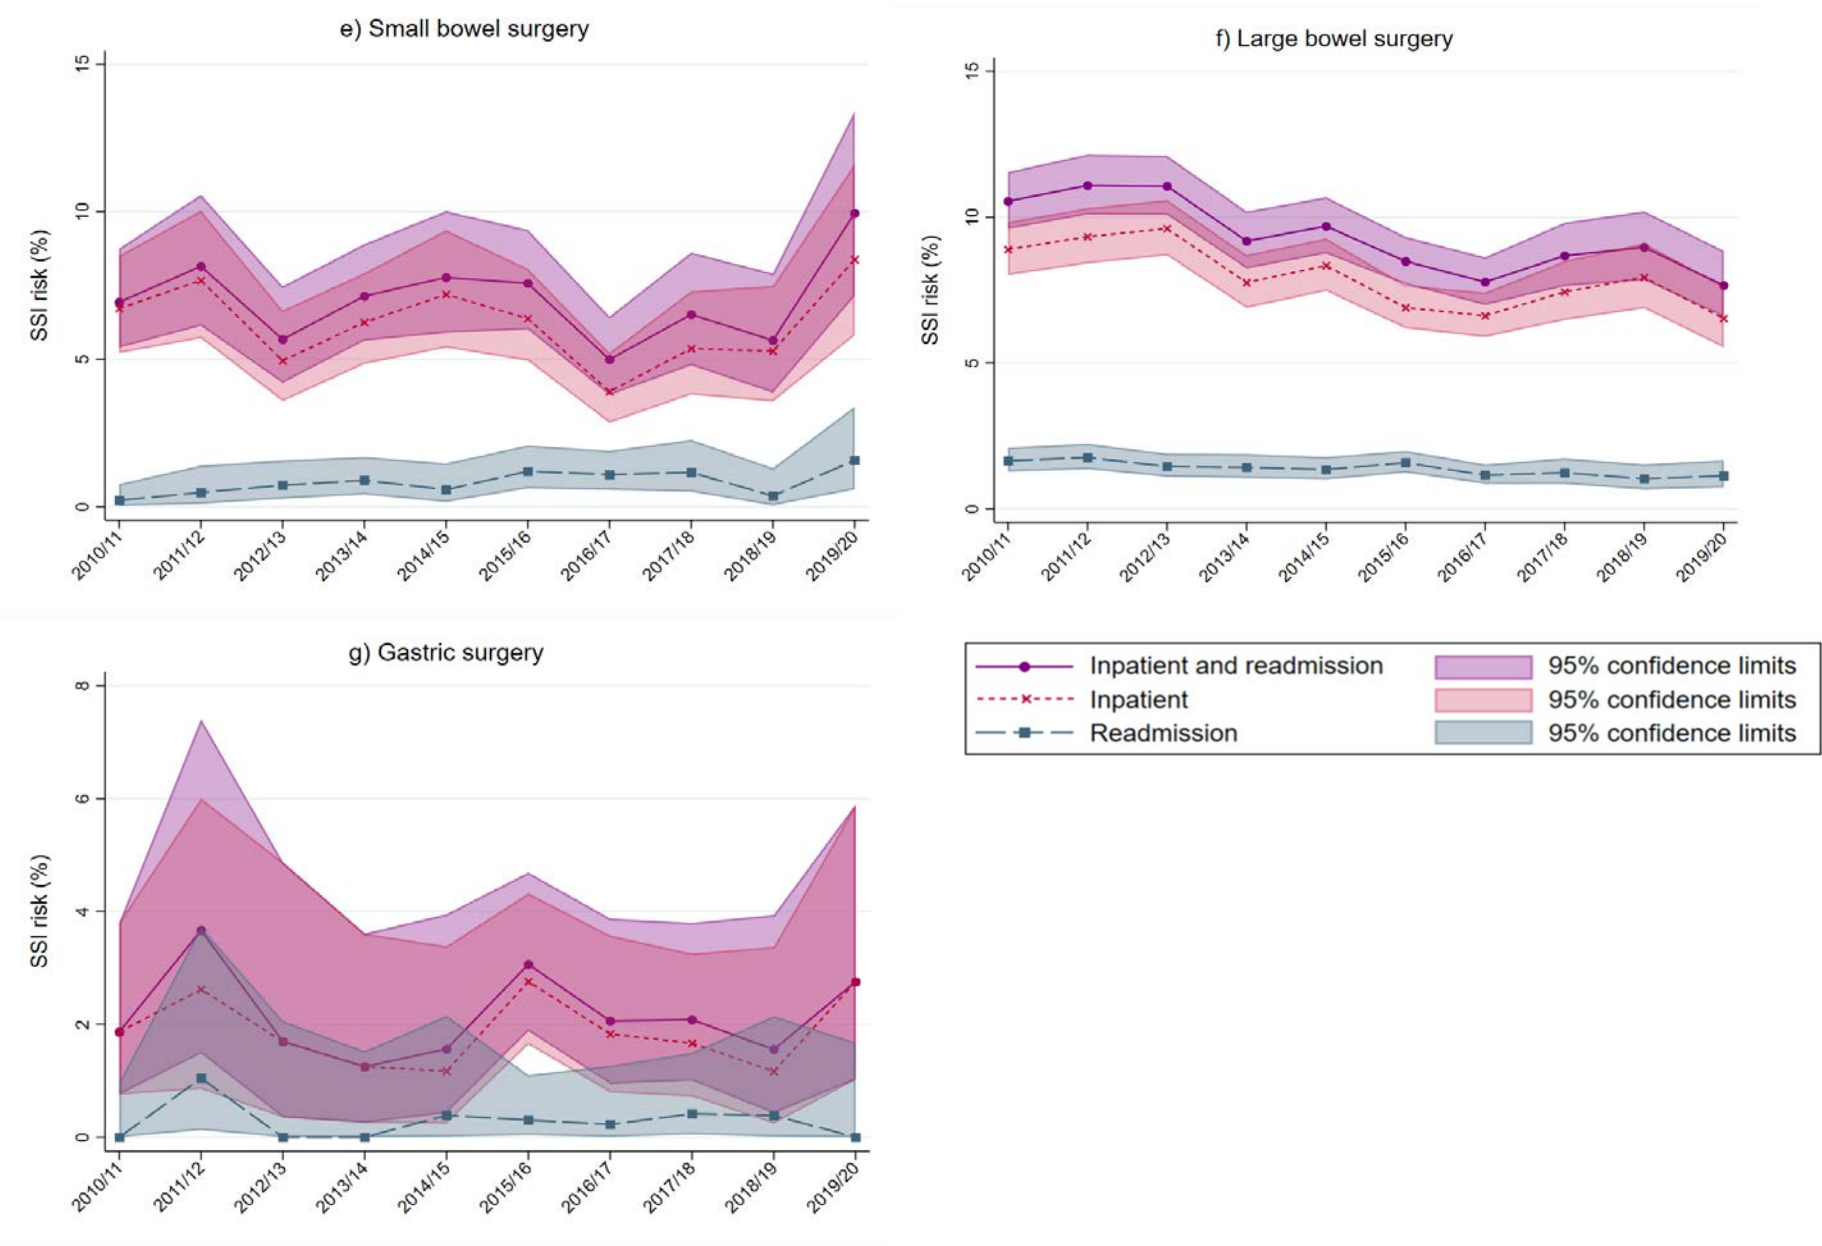 e) Small bowel surgery
SSI risk (%)
15
10
5
0
2010/11 2011/12 2012/13 2013/14 2014/15 2015/16 2016/17 2017/18 2018/19 2019/20
f) Large bowel surgery
SSI risk (%)
15
10
5
0
2010/11 2011/12 2012/13 2013/14 2014/15 2015/16 2016/17 2017/18 2018/19 2019/20
g) Gastric surgery
SSI risk (%)
8
6
4
2
0
2010/11 2011/12 2012/13 2013/14 2014/15 2015/16 2016/17 2017/18 2018/19 2019/20
Inpatient and readmission 95% confidence limits
Inpatient 95% confidence limits
Readmission 95% confidence limits